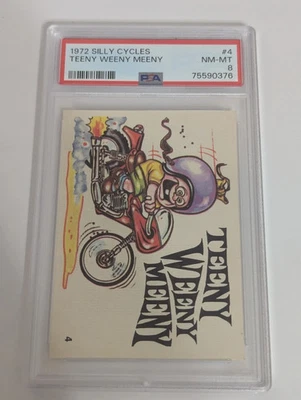 1972 SILLY CYCLES #4
TEENY WEENY MEENY NM-MT
8
PSA 75590376
TEENY
WEENY
MEENY
4